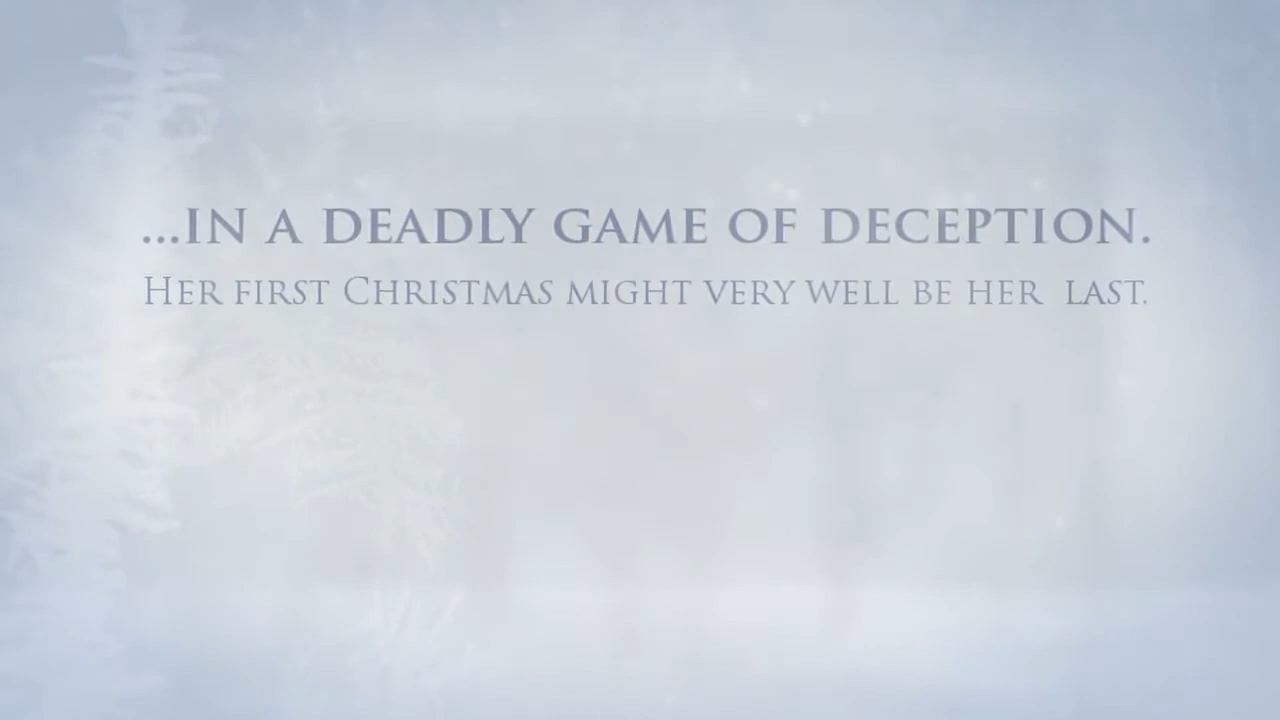 ...IN A DEADLY GAME OF DECEPTION.
HER FIRST CHRISTMAS MIGHT VERY WELL BE HER LAST.